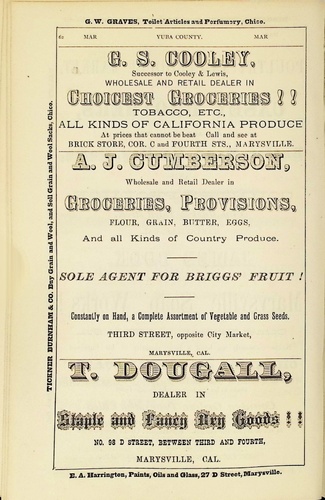 G. W. GRAVES, Toilet Articles and Perfumery, Chico.
62 MAR YUBA COUNTY. MAR
G. S. COOLEY,
Successor to Cooley & Lewis,
WHOLESALE AND RETAIL DEALER IN
CHOICEST GROCERIES!!
TOBACCO, ETC.,
ALL KINDS OF CALIFORNIA PRODUCE
At prices that cannot be beat Call and see at
BRICK STORE, COR. C and FOURTH STS., MARYSVILLE.
A. J. CUMBERSON,
Wholesale and Retail Dealer in
GROCERIES, PROVISIONS,
FLOUR, GRAIN, BUTTER, EGGS,
And all Kinds of Country Produce.
SOLE AGENT FOR BRIGGS' FRUIT!
Constantly on Hand, a Complete Assortment of Vegetable and Grass Seeds.
THIRD STREET, opposite City Market,
MARYSVILLE, CAL.
T. DOUGALL,
DEALER IN
Staple and Fancy Dry Goods!!
NO. 98 D STREET, BETWEEN THIRD AND FOURTH,
MARYSVILLE, CAL.
E. A. Harrington, Paints, Oils and Glass, 27 D Street, Marysville.
TICKNER BURNHAM & CO. Buy Grain and Wool, and Sell Grain and Wool Sacks, Chico.